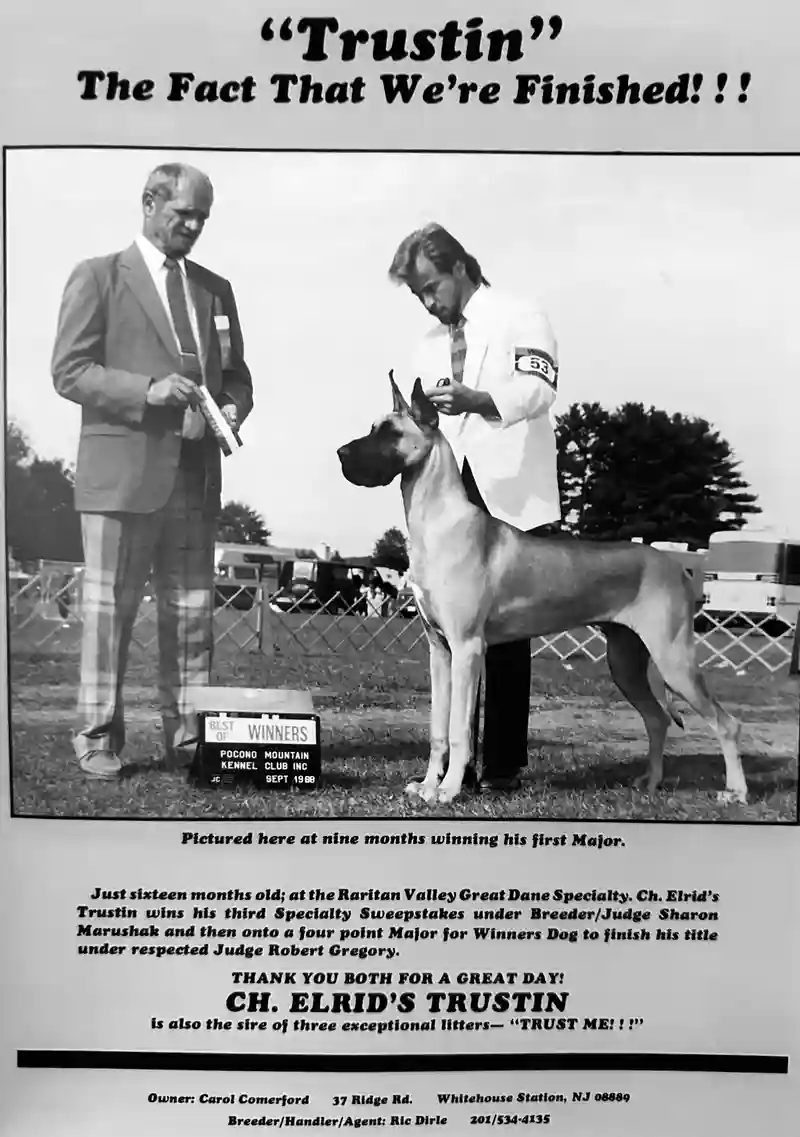 “Trustin”
The Fact That We're Finished!!!
53
BEST OF WINNERS
POCONO MOUNTAIN
KENNEL CLUB INC
JC SEPT 1988
Pictured here at nine months winning his first Major.
Just sixteen months old; at the Raritan Valley Great Dane Specialty. Ch. Elrid's
Trustin wins his third Specialty Sweepstakes under Breeder/Judge Sharon
Marushak and then onto a four point Major for Winners Dog to finish his title
under respected Judge Robert Gregory.
THANK YOU BOTH FOR A GREAT DAY!
CH. ELRID'S TRUSTIN
is also the sire of three exceptional litters— “TRUST ME!!!”
Owner: Carol Comerford 37 Ridge Rd. Whitehouse Station, NJ 08889
Breeder/Handler/Agent: Ric Dirle 201/534-4135